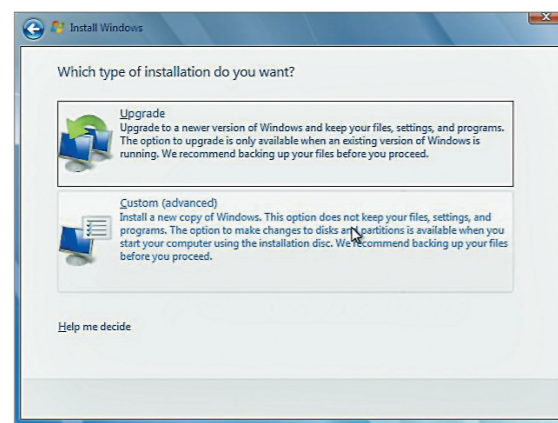 Install Windows
Which type of installation do you want?
Upgrade
Upgrade to a newer version of Windows and keep your files, settings, and programs.
The option to upgrade is only available when an existing version of Windows is
running. We recommend backing up your files before you proceed.
Custom (advanced)
Install a new copy of Windows. This option does not keep your files, settings, and
programs. The option to make changes to disks and partitions is available when you
start your computer using the installation disc. We recommend backing up your files
before you proceed.
Help me decide